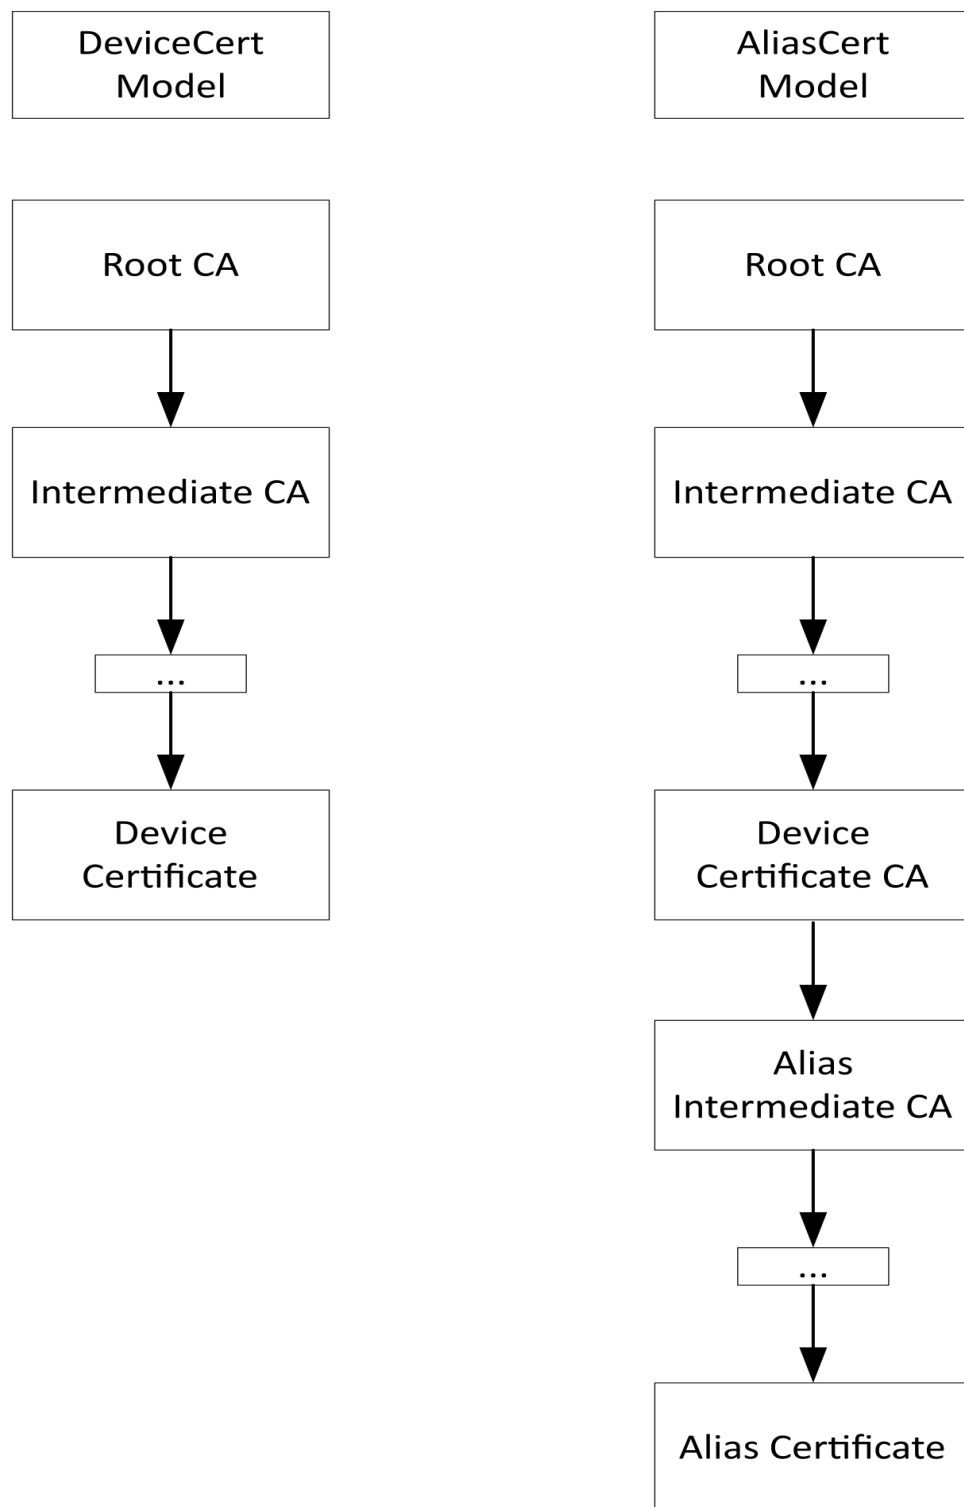 DeviceCert
Model
Root CA
Intermediate CA
...
Device
Certificate
AliasCert
Model
Root CA
Intermediate CA
...
Device
Certificate CA
Alias
Intermediate CA
...
Alias Certificate